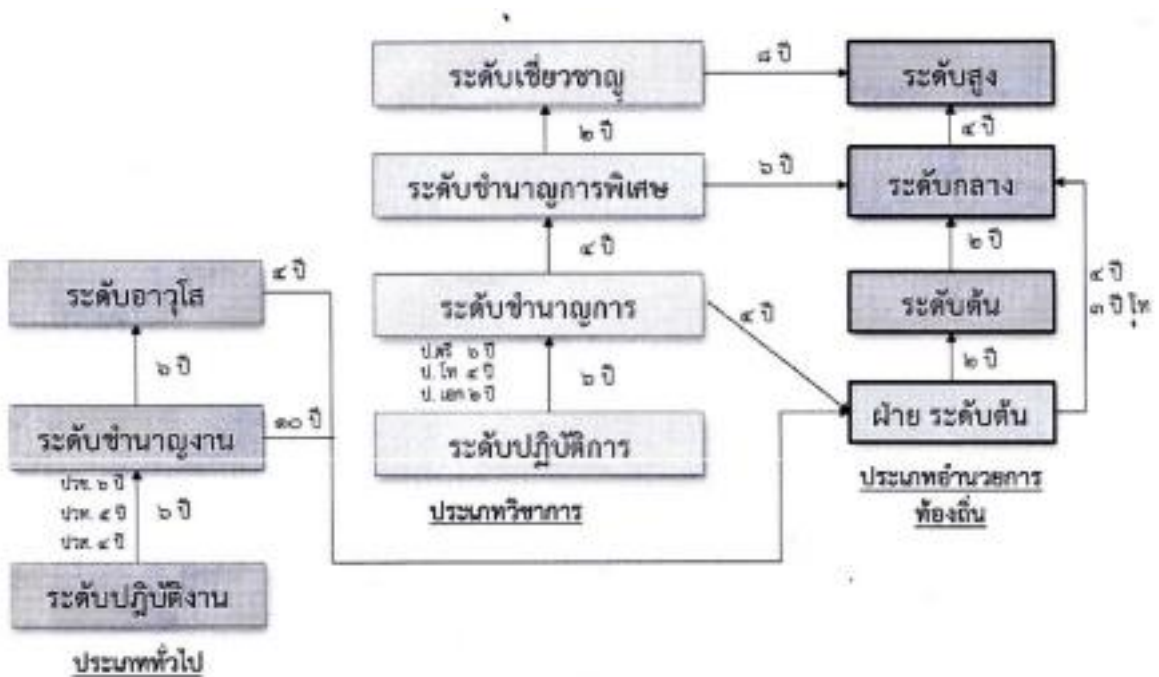 ระดับเชี่ยวชาญ
๘ ปี
ระดับสูง
๒ ปี
๔ ปี
ระดับชำนาญการพิเศษ
๖ ปี
ระดับกลาง
๔ ปี
๒ ปี
๔ ปี
๓ ปี โท
ระดับอาวุโส
๔ ปี
ระดับชำนาญการ
๔ ปี
ระดับต้น
๖ ปี
ป.ตรี ๖ ปี
ป.โท ๔ ปี
ป.เอก ๒ ปี
๖ ปี
๒ ปี
ระดับชำนาญงาน
๑๐ ปี
ระดับปฏิบัติการ
ฝ่าย ระดับต้น
ปวช. ๖ ปี
ปวท. ๕ ปี
ปวส. ๔ ปี
๖ ปี
ประเภทวิชาการ
ประเภทอำนวยการ
ท้องถิ่น
ระดับปฏิบัติงาน
ประเภททั่วไป